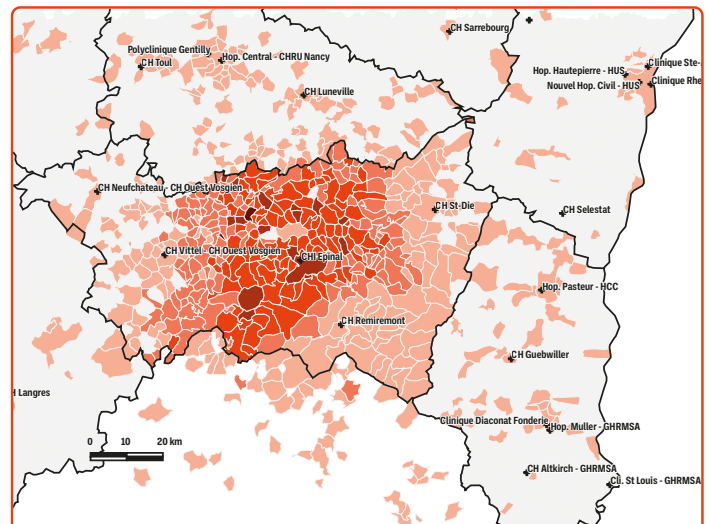 CH Sarrebourg
Polyclinique Gentilly
Hop. Central - CHRU Nancy
CH Toul
Clinique Ste-
Hop. Hautepierre - HUS
Clinique Rhe
Nouvel Hop. Civil - HUS
CH Luneville
CH Neufchateau - CH Ouest Vosgien
CH St-Die
CH Selestat
CH Vittel - CH Ouest Vosgien
CHI Epinal
Hop. Pasteur - HCC
CH Remiremont
CH Guebwiller
H Langres
Clinique Diaconat Fonderie
Hop. Muller - GHRMSA
0 10 20 km
CH Altkirch - GHRMSA
Cli. St Louis - GHRMSA